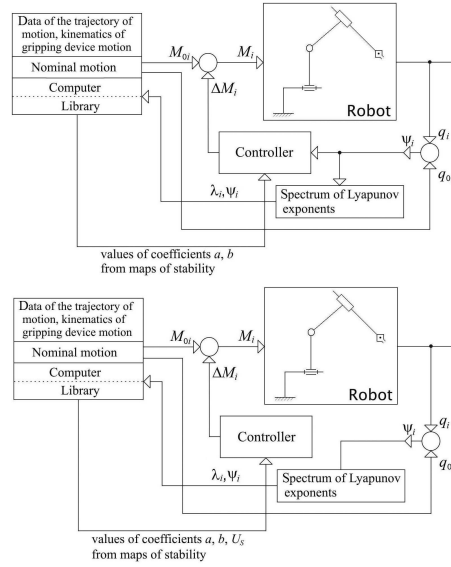 Data of the trajectory of
motion, kinematics of
gripping device motion
Nominal motion
Computer
Library
M₀ᵢ
Mᵢ
ΔMᵢ
Robot
Controller
Ψᵢ
qᵢ
q₀
λᵢ,Ψᵢ
Spectrum of Lyapunov
exponents
values of coefficients a, b
from maps of stability
Data of the trajectory of
motion, kinematics of
gripping device motion
Nominal motion
Computer
Library
M₀ᵢ
Mᵢ
ΔMᵢ
Robot
Controller
Ψᵢ
qᵢ
q₀
λᵢ,Ψᵢ
Spectrum of Lyapunov
exponents
values of coefficients a, b, U_S
from maps of stability